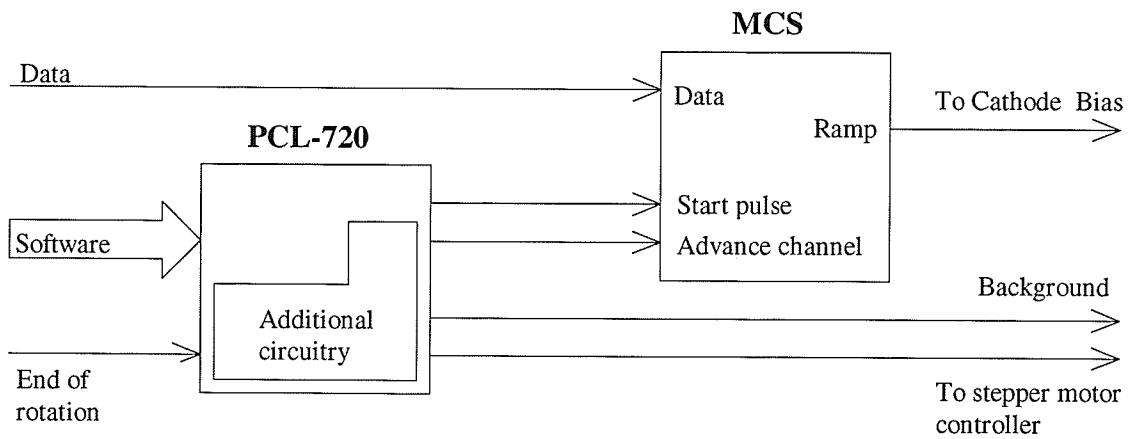 MCS
Data
Data
To Cathode Bias
Ramp
PCL-720
Start pulse
Software
Advance channel
Background
Additional
circuitry
End of
rotation
To stepper motor
controller